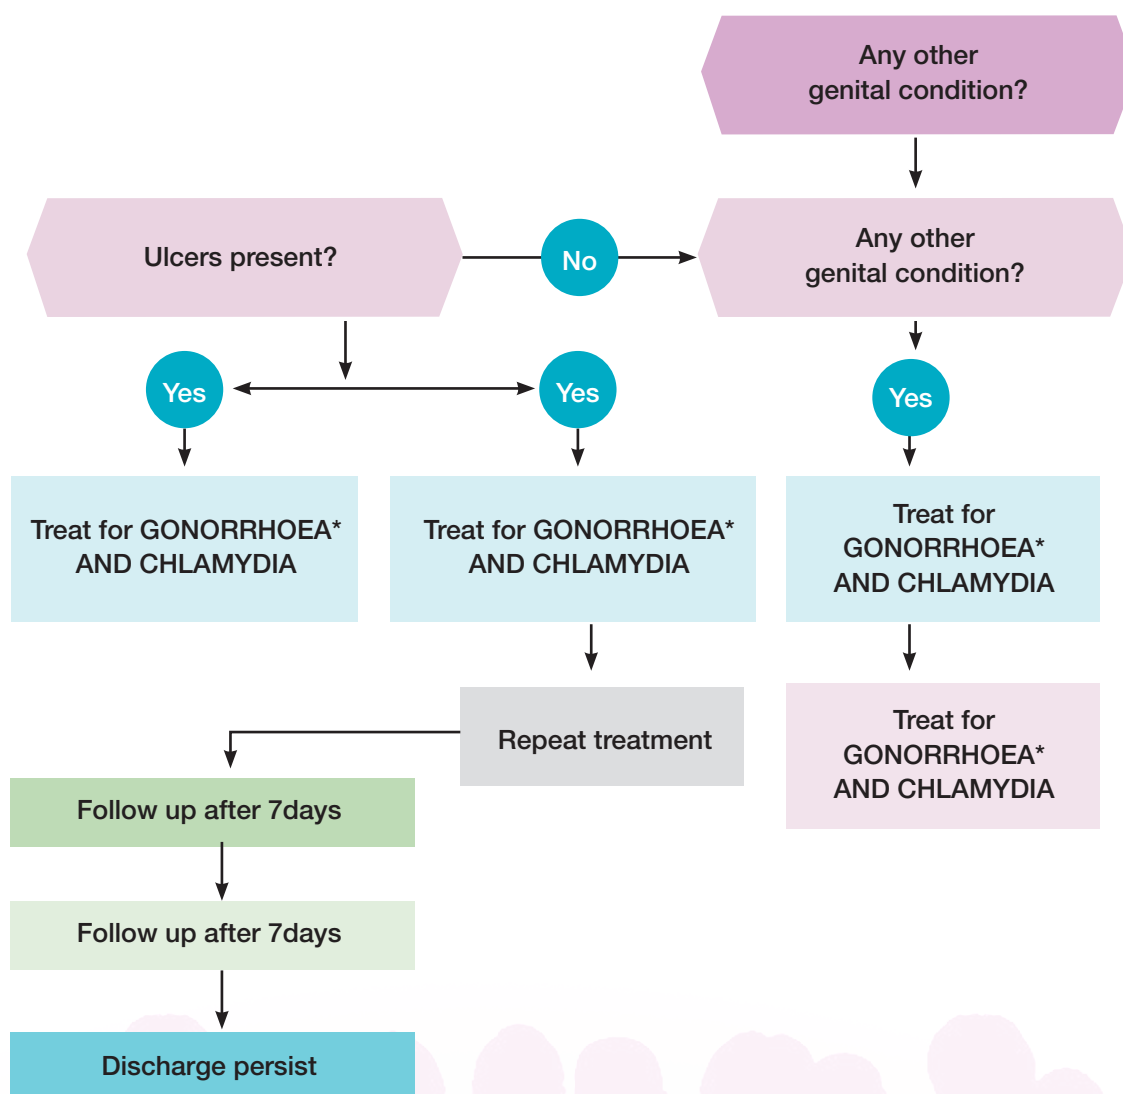 Any other
genital condition?
Ulcers present?
No
Any other
genital condition?
Yes
Yes
Yes
Treat for GONORRHOEA*
AND CHLAMYDIA
Treat for GONORRHOEA*
AND CHLAMYDIA
Treat for
GONORRHOEA*
AND CHLAMYDIA
Repeat treatment
Treat for
GONORRHOEA*
AND CHLAMYDIA
Follow up after 7days
Follow up after 7days
Discharge persist